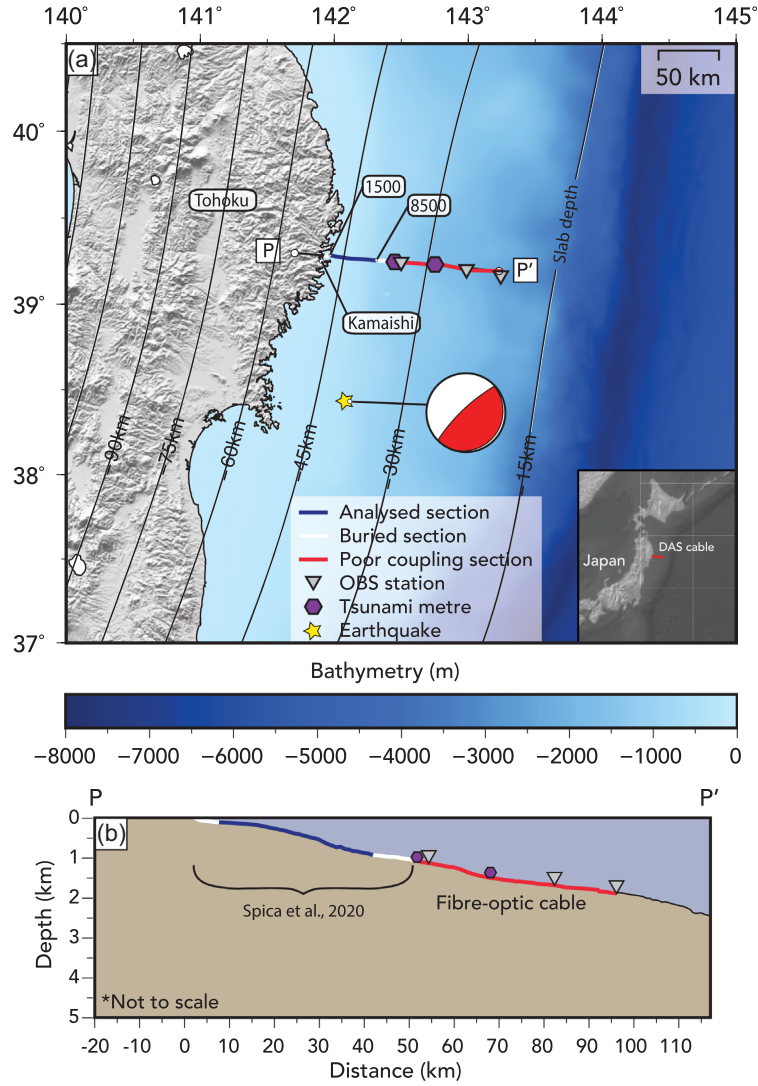 140° 141° 142° 143° 144° 145°
(a)
50 km
40°
1500
Tohoku
8500
Slab depth
P
P’
39°
Kamaishi
−90km −75km −60km −45km −30km −15km
38°
Analysed section
Buried section
Poor coupling section
OBS station
Tsunami metre
Earthquake
DAS cable
Japan
37°
Bathymetry (m)
−8000 −7000 −6000 −5000 −4000 −3000 −2000 −1000 0
P P’
(b)
0
1
2
3
4
5
Depth (km)
Spica et al., 2020
Fibre-optic cable
*Not to scale
-20 -10 0 10 20 30 40 50 60 70 80 90 100 110
Distance (km)